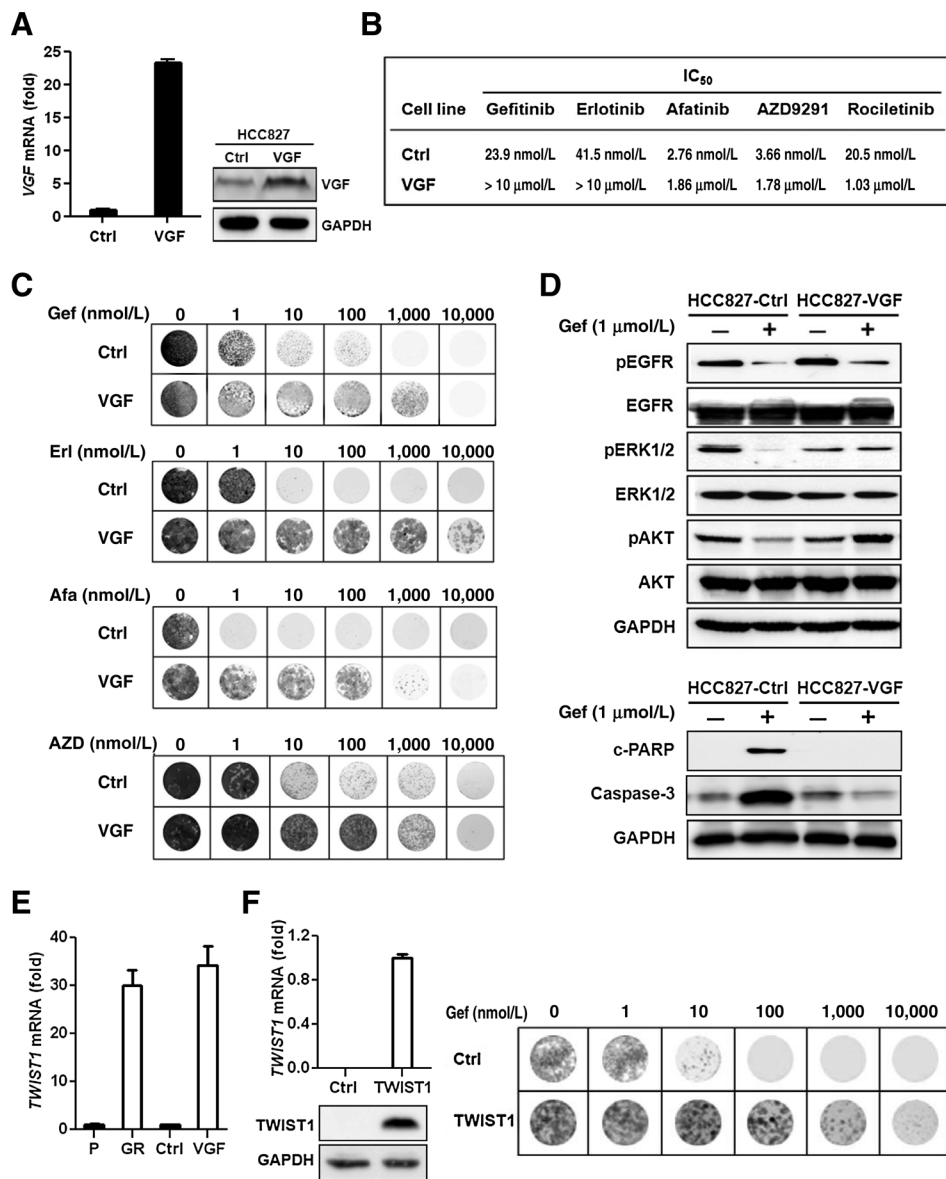 A
VGF mRNA (fold)
25
20
15
10
5
0
Ctrl VGF
HCC827
Ctrl VGF
VGF
GAPDH
B
IC50
Cell line Gefitinib Erlotinib Afatinib AZD9291 Rociletinib
Ctrl 23.9 nmol/L 41.5 nmol/L 2.76 nmol/L 3.66 nmol/L 20.5 nmol/L
VGF > 10 μmol/L > 10 μmol/L 1.86 μmol/L 1.78 μmol/L 1.03 μmol/L
C
Gef (nmol/L) 0 1 10 100 1,000 10,000
Ctrl
VGF
Erl (nmol/L) 0 1 10 100 1,000 10,000
Ctrl
VGF
Afa (nmol/L) 0 1 10 100 1,000 10,000
Ctrl
VGF
AZD (nmol/L) 0 1 10 100 1,000 10,000
Ctrl
VGF
D
HCC827-Ctrl HCC827-VGF
Gef (1 μmol/L) — + — +
pEGFR
EGFR
pERK1/2
ERK1/2
pAKT
AKT
GAPDH
HCC827-Ctrl HCC827-VGF
Gef (1 μmol/L) — + — +
c-PARP
Caspase-3
GAPDH
E
TWIST1 mRNA (fold)
40
30
20
10
0
P GR Ctrl VGF
F
TWIST1 mRNA (fold)
1.2
0.8
0.4
0.0
Ctrl TWIST1
TWIST1
GAPDH
Gef (nmol/L) 0 1 10 100 1,000 10,000
Ctrl
TWIST1